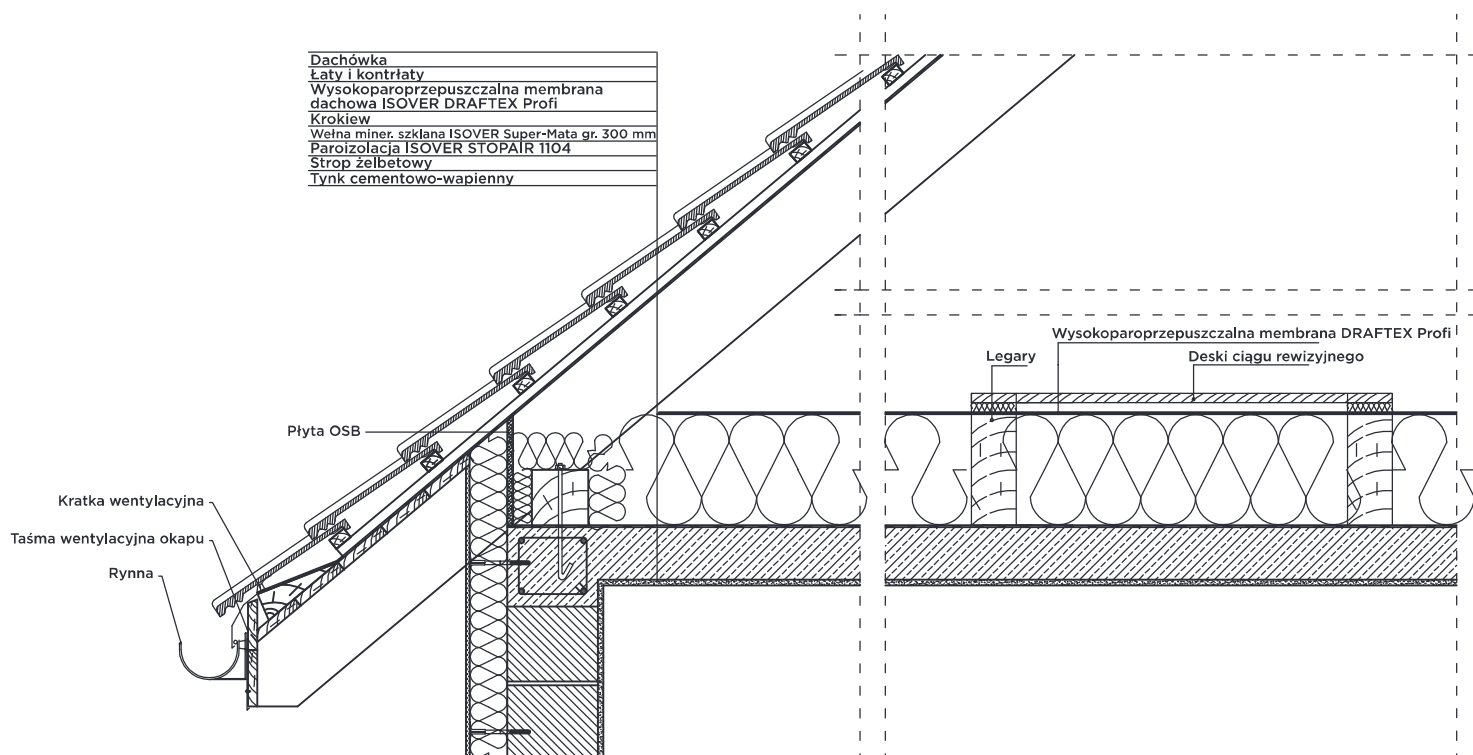 Dachówka
Łaty i kontrłaty
Wysokoparoprzepuszczalna membrana
dachowa ISOVER DRAFTEX Profi
Krokiew
Wełna miner. szklana ISOVER Super-Mata gr. 300 mm
Paroizolacja ISOVER STOPAIR 1104
Strop żelbetowy
Tynk cementowo-wapienny
Wysokoparoprzepuszczalna membrana DRAFTEX Profi
Legary
Deski ciągu rewizyjnego
Płyta OSB
Kratka wentylacyjna
Taśma wentylacyjna okapu
Rynna